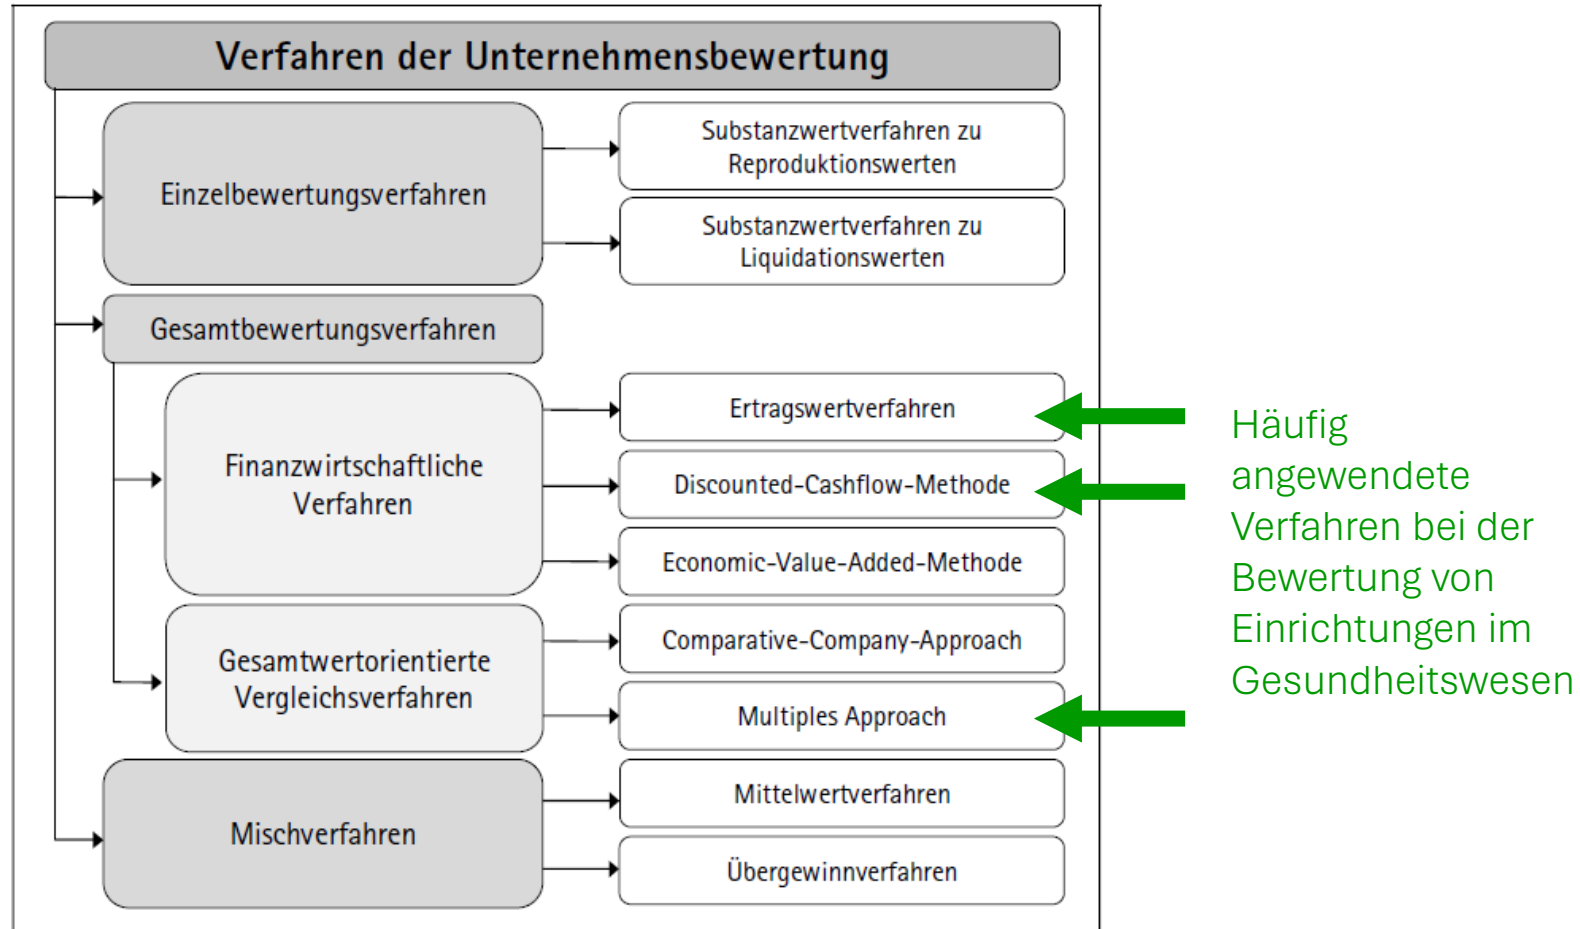 Verfahren der Unternehmensbewertung
Einzelbewertungsverfahren
Substanzwertverfahren zu
Reproduktionswerten
Substanzwertverfahren zu
Liquidationswerten
Gesamtbewertungsverfahren
Finanzwirtschaftliche
Verfahren
Ertragswertverfahren
Discounted-Cashflow-Methode
Economic-Value-Added-Methode
Gesamtwertorientierte
Vergleichsverfahren
Comparative-Company-Approach
Multiples Approach
Mischverfahren
Mittelwertverfahren
Übergewinnverfahren
Häufig
angewendete
Verfahren bei der
Bewertung von
Einrichtungen im
Gesundheitswesen